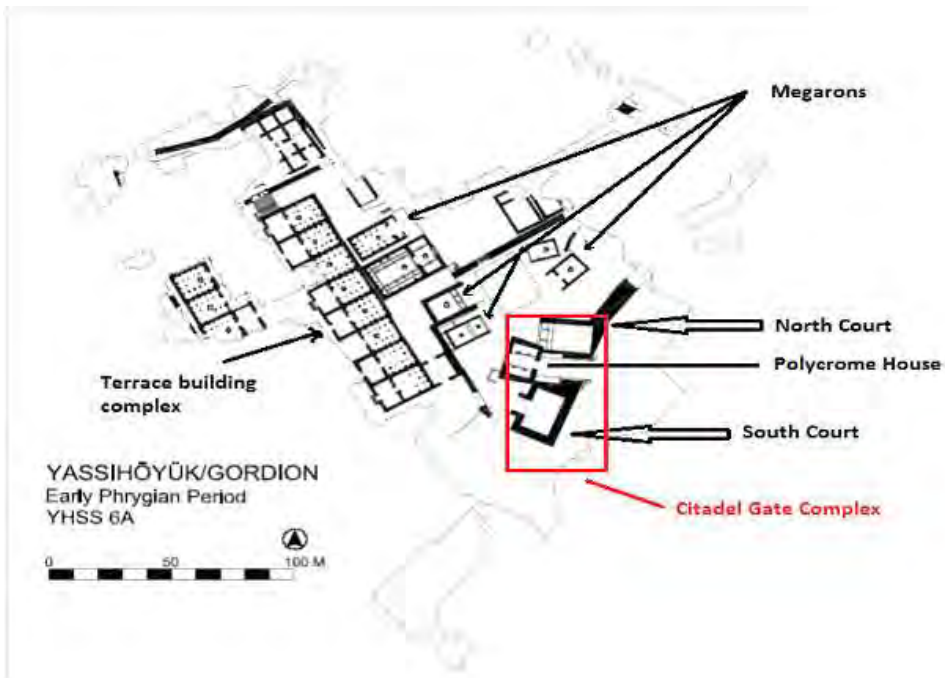 Megarons
North Court
Polycrome House
South Court
Terrace building
complex
Citadel Gate Complex
YASSIHÖYÜK/GORDION
Early Phrygian Period
YHSS 6A
0 50 100 M